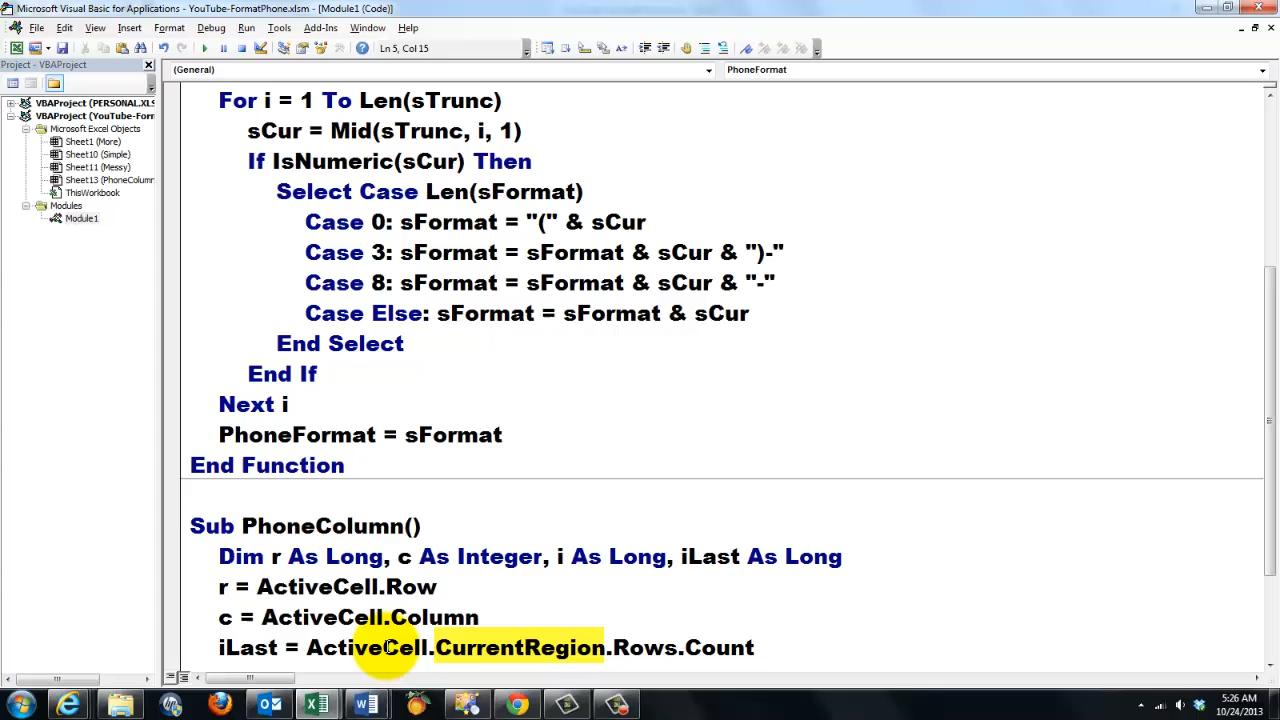 Microsoft Visual Basic for Applications - YouTube-FormatPhone.xlsm - [Module1 (Code)]
File Edit View Insert Format Debug Run Tools Add-Ins Window Help
Ln 5, Col 15
Project - VBAProject
(General) PhoneFormat
VBAProject (PERSONAL.XLS
VBAProject (YouTube-Forn
Microsoft Excel Objects
Sheet1 (More)
Sheet10 (Simple)
Sheet11 (Messy)
Sheet13 (PhoneColumn
ThisWorkbook
Modules
Module1
For i = 1 To Len(sTrunc)
sCur = Mid(sTrunc, i, 1)
If IsNumeric(sCur) Then
Select Case Len(sFormat)
Case 0: sFormat = "(" & sCur
Case 3: sFormat = sFormat & sCur & ")-"
Case 8: sFormat = sFormat & sCur & "-"
Case Else: sFormat = sFormat & sCur
End Select
End If
Next i
PhoneFormat = sFormat
End Function
Sub PhoneColumn()
Dim r As Long, c As Integer, i As Long, iLast As Long
r = ActiveCell.Row
c = ActiveCell.Column
iLast = ActiveCell.CurrentRegion.Rows.Count
5:26 AM
10/24/2013